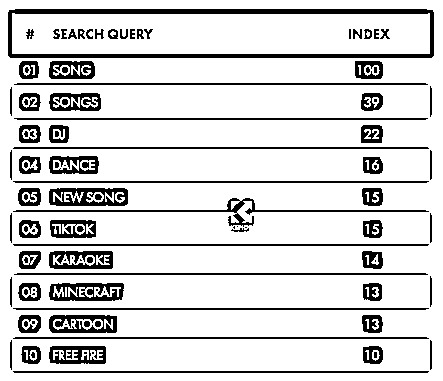 # SEARCH QUERY INDEX
01 SONG 100
02 SONGS 39
03 DJ 22
04 DANCE 16
05 NEW SONG 15
06 TIKTOK 15
07 KARAOKE 14
08 MINECRAFT 13
09 CARTOON 13
10 FREE FIRE 10